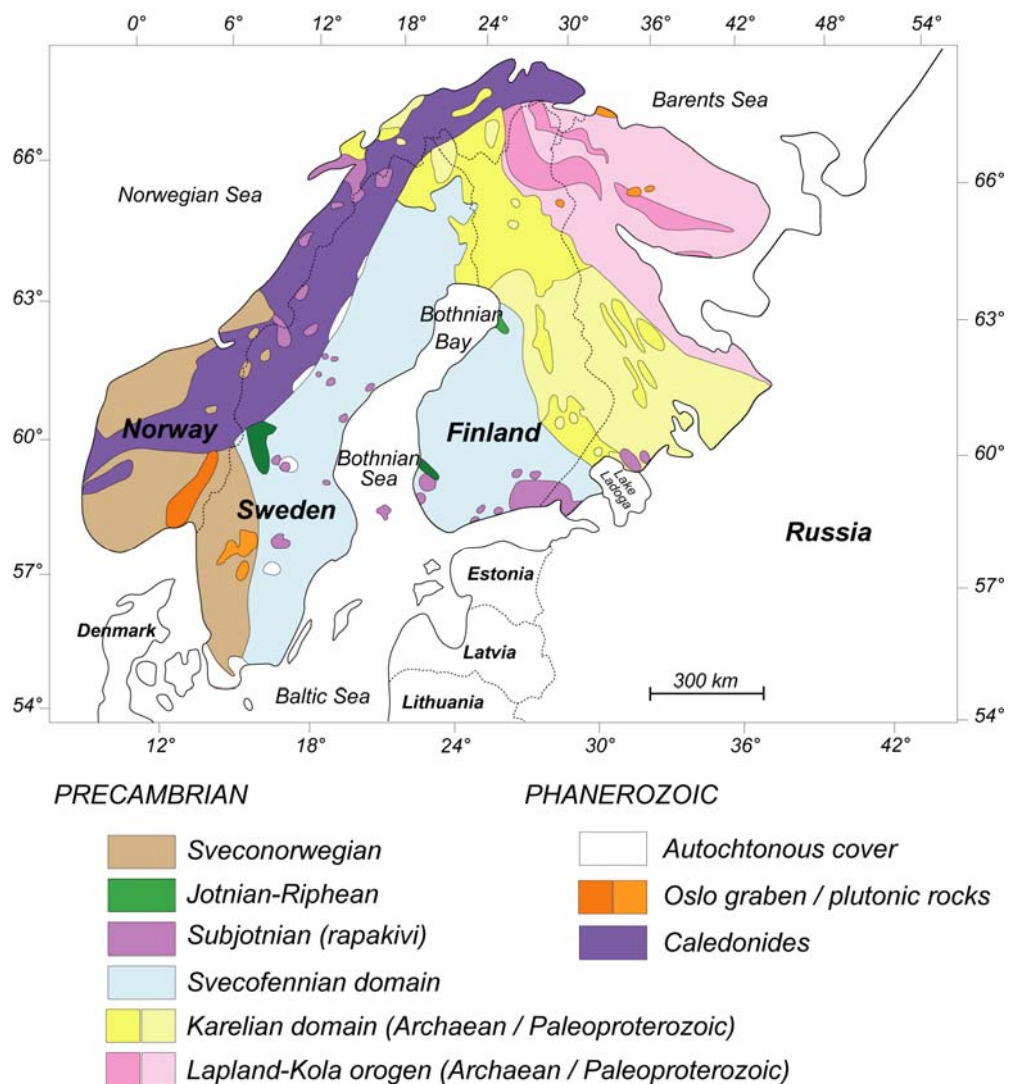 0° 6° 12° 18° 24° 30° 36° 42° 48° 54°
Barents Sea
66°
Norwegian Sea
66°
63°
Bothnian
Bay
63°
60°
Norway
Finland
60°
Bothnian
Sea
Lake
Ladoga
Sweden
Russia
57°
Estonia
57°
Denmark
Latvia
300 km
Baltic Sea
Lithuania
54°
54°
12° 18° 24° 30° 36° 42°
PRECAMBRIAN
Sveconorwegian
Jotnian-Riphean
Subjotnian (rapakivi)
Svecofennian domain
Karelian domain (Archaean / Paleoproterozoic)
Lapland-Kola orogen (Archaean / Paleoproterozoic)
PHANEROZOIC
Autochtonous cover
Oslo graben / plutonic rocks
Caledonides